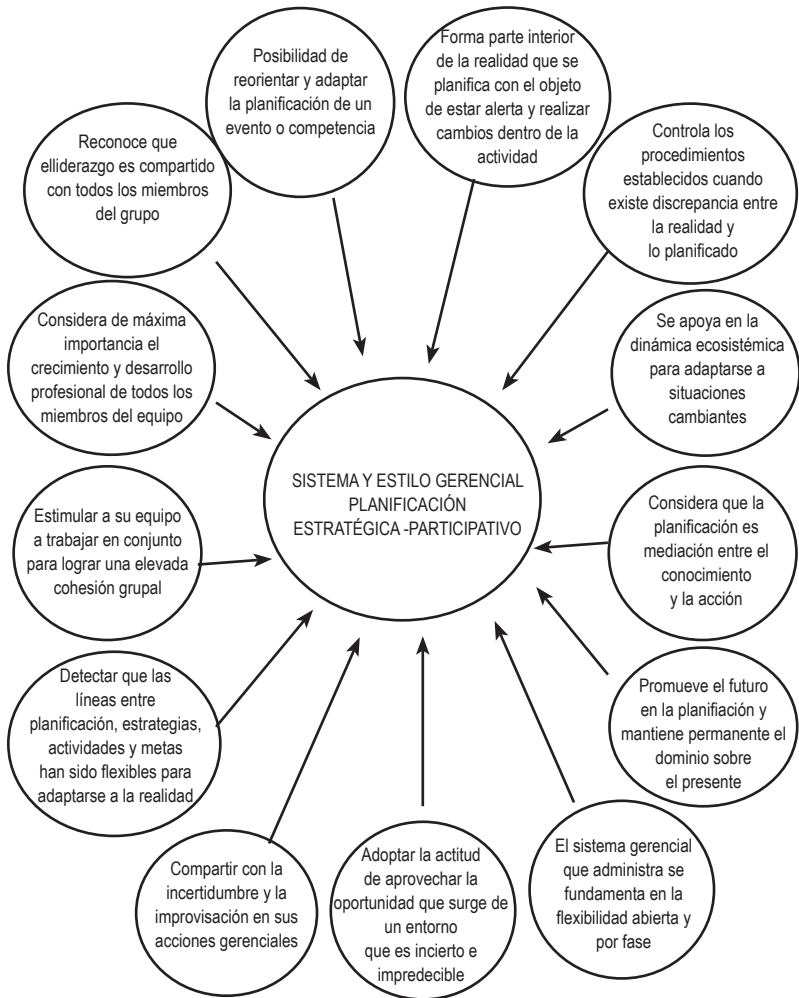 Posibilidad de
reorientar y adaptar
la planificación de un
evento o competencia
Forma parte interior
de la realidad que se
planifica con el objeto
de estar alerta y realizar
cambios dentro de la
actividad
Controla los
procedimientos
establecidos cuando
existe discrepancia entre
la realidad y
lo planificado
Se apoya en la
dinámica ecosistémica
para adaptarse a
situaciones
cambiantes
Considera que la
planificación es
mediación entre el
conocimiento
y la acción
Promueve el futuro
en la planifiación y
mantiene permanente el
dominio sobre
el presente
El sistema gerencial
que administra se
fundamenta en la
flexibilidad abierta y
por fase
Adoptar la actitud
de aprovechar la
oportunidad que surge de
un entorno
que es incierto e
impredecible
Compartir con la
incertidumbre y la
improvisación en sus
acciones gerenciales
Detectar que las
líneas entre
planificación, estrategias,
actividades y metas
han sido flexibles para
adaptarse a la realidad
Estimular a su equipo
a trabajar en conjunto
para lograr una elevada
cohesión grupal
Considera de máxima
importancia el
crecimiento y desarrollo
profesional de todos los
miembros del equipo
Reconoce que
elliderazgo es compartido
con todos los miembros
del grupo
SISTEMA Y ESTILO GERENCIAL
PLANIFICACIÓN
ESTRATÉGICA -PARTICIPATIVO